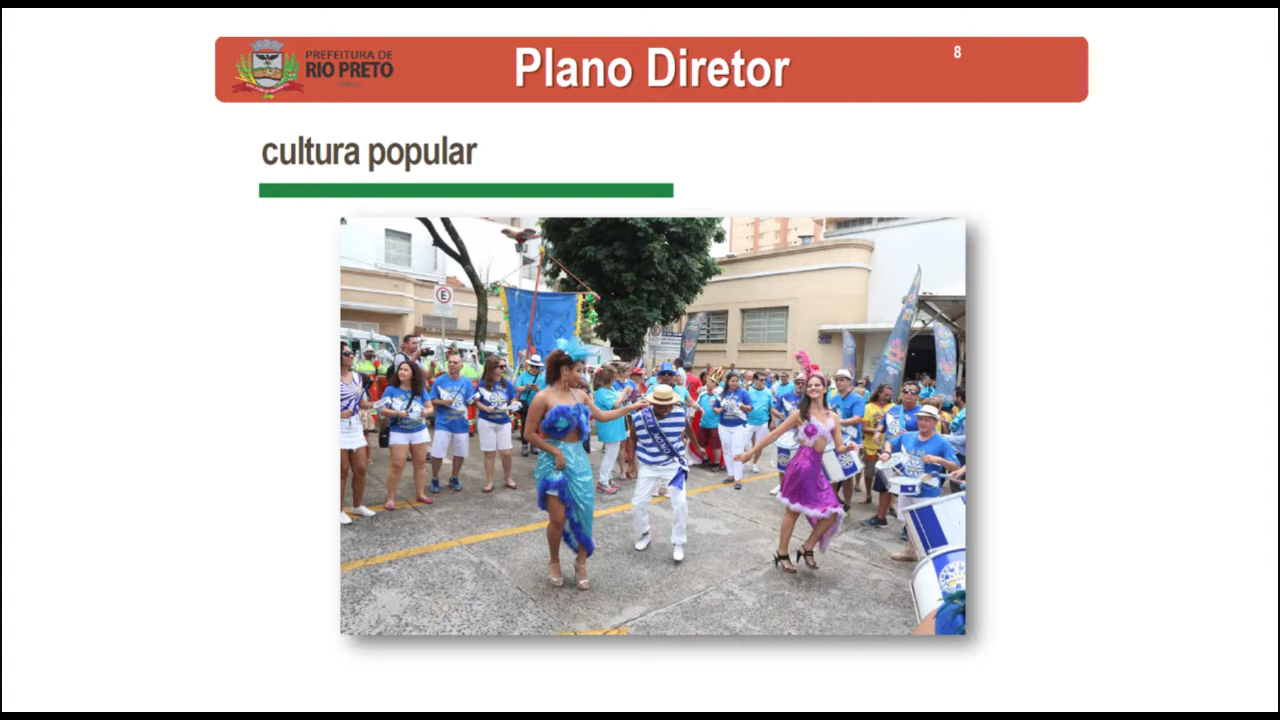 PREFEITURA DE
RIO PRETO
Plano Diretor
8
cultura popular
E